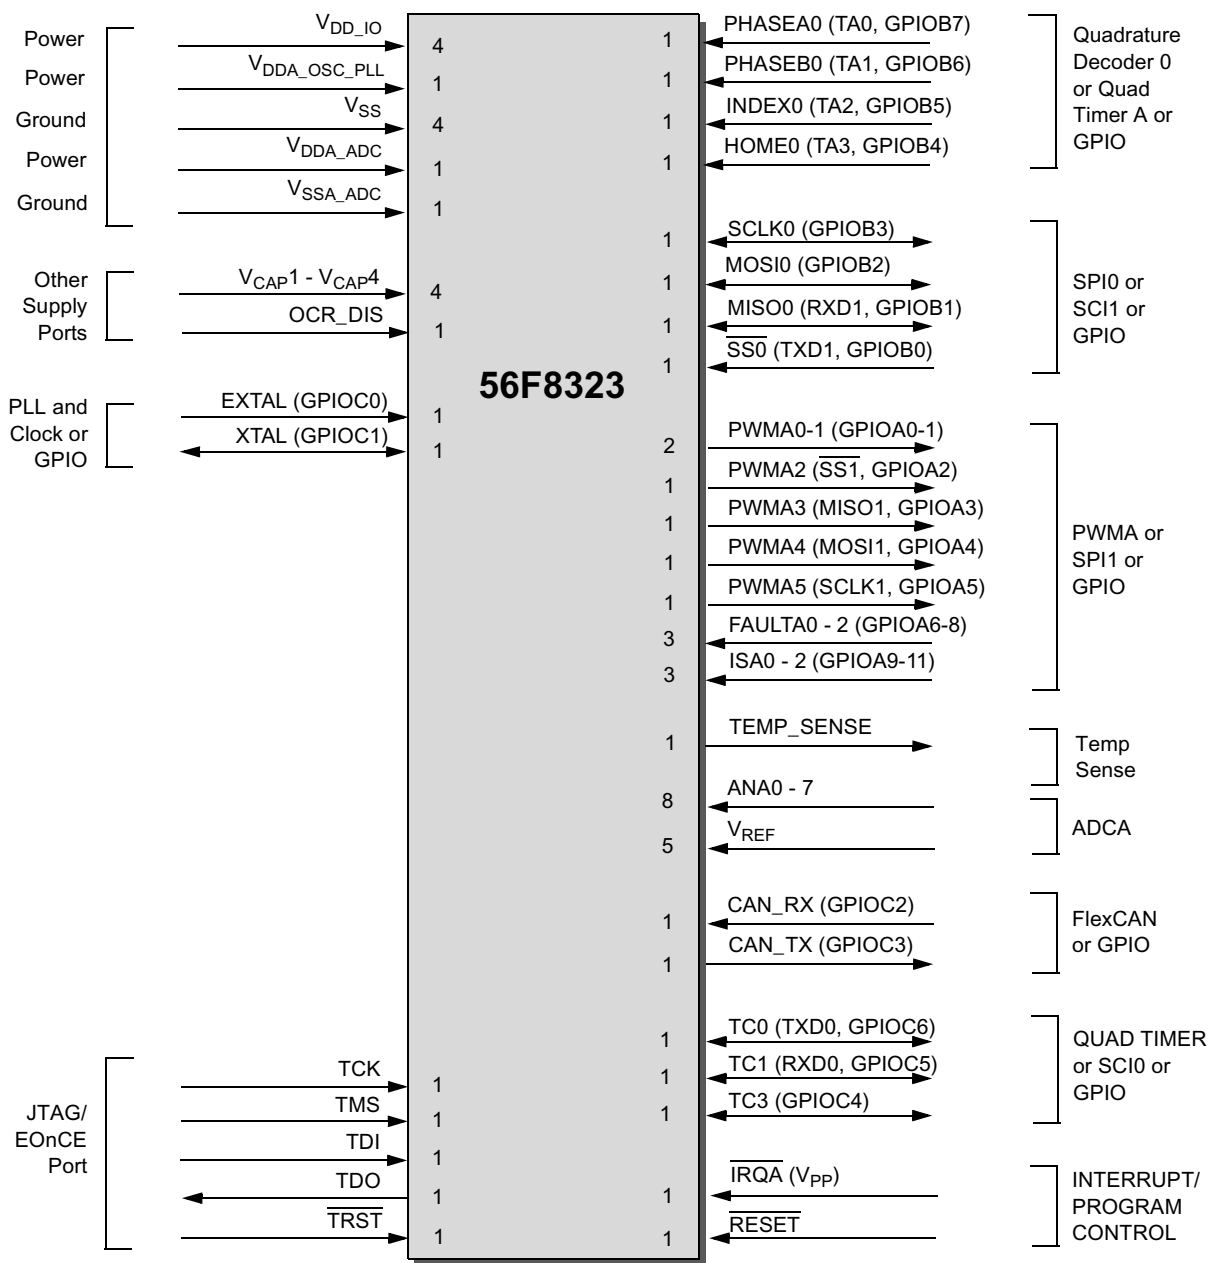 Power
V_DD_IO
4
Power
V_DDA_OSC_PLL
1
Ground
V_SS
4
Power
V_DDA_ADC
1
Ground
V_SSA_ADC
1
Other
Supply
Ports
V_CAP1 - V_CAP4
4
OCR_DIS
1
PLL and
Clock or
GPIO
EXTAL (GPIOC0)
1
XTAL (GPIOC1)
1
JTAG/
EOnCE
Port
TCK
1
TMS
1
TDI
1
TDO
1
TRST
1
56F8323
1
PHASEA0 (TA0, GPIOB7)
1
PHASEB0 (TA1, GPIOB6)
1
INDEX0 (TA2, GPIOB5)
1
HOME0 (TA3, GPIOB4)
Quadrature
Decoder 0
or Quad
Timer A or
GPIO
1
SCLK0 (GPIOB3)
1
MOSI0 (GPIOB2)
1
MISO0 (RXD1, GPIOB1)
1
SS0 (TXD1, GPIOB0)
SPI0 or
SCI1 or
GPIO
2
PWMA0-1 (GPIOA0-1)
1
PWMA2 (SS1, GPIOA2)
1
PWMA3 (MISO1, GPIOA3)
1
PWMA4 (MOSI1, GPIOA4)
1
PWMA5 (SCLK1, GPIOA5)
3
FAULTA0 - 2 (GPIOA6-8)
3
ISA0 - 2 (GPIOA9-11)
PWMA or
SPI1 or
GPIO
1
TEMP_SENSE
Temp
Sense
8
ANA0 - 7
5
V_REF
ADCA
1
CAN_RX (GPIOC2)
1
CAN_TX (GPIOC3)
FlexCAN
or GPIO
1
TC0 (TXD0, GPIOC6)
1
TC1 (RXD0, GPIOC5)
1
TC3 (GPIOC4)
QUAD TIMER
or SCI0 or
GPIO
1
IRQA (V_PP)
1
RESET
INTERRUPT/
PROGRAM
CONTROL